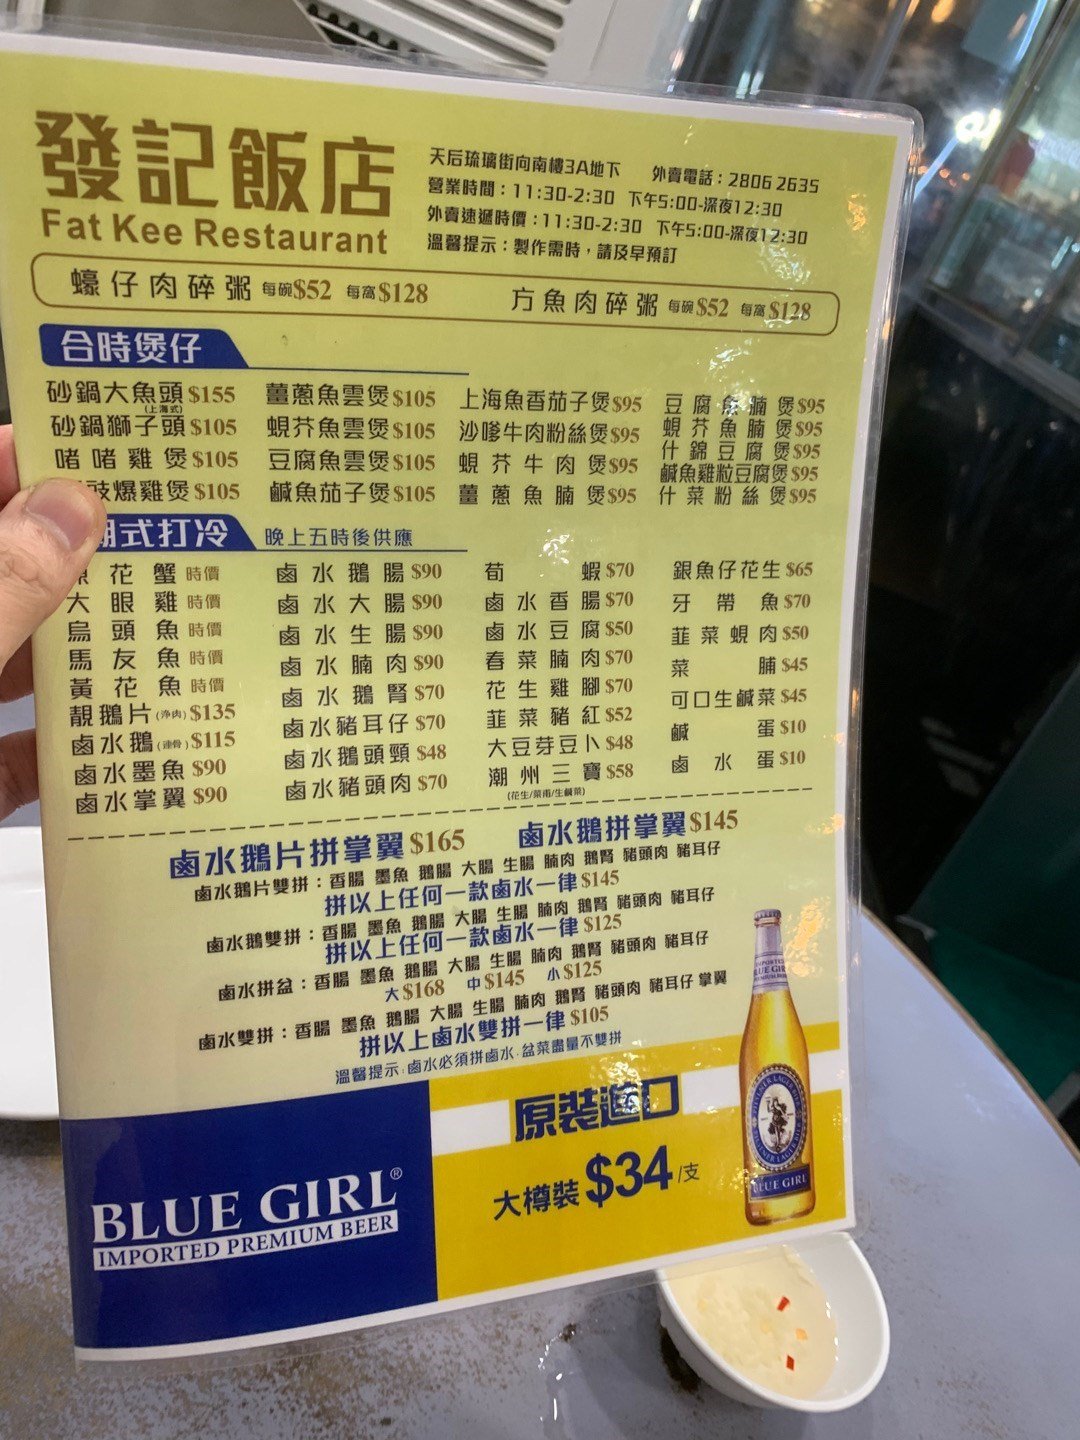 發記飯店
Fat Kee Restaurant
天后琉璃街向南樓3A地下 外賣電話：2806 2635
營業時間：11:30-2:30 下午5:00-深夜12:30
外賣速遞時價：11:30-2:30 下午5:00-深夜12:30
溫馨提示：製作需時，請及早預訂
蠔仔肉碎粥 每碗$52 每窩$128 方魚肉碎粥 每碗$52 每窩$128
合時煲仔
砂鍋大魚頭 $155 薑蔥魚雲煲 $105 上海魚香茄子煲 $95 豆腐魚腩煲 $95
(上海式)
砂鍋獅子頭 $105 蜆芥魚雲煲 $105 沙嗲牛肉粉絲煲 $95 蜆芥魚腩煲 $95
什錦豆腐煲 $95
啫啫雞煲 $105 豆腐魚雲煲 $105 蜆芥牛肉煲 $95 鹹魚雞粒豆腐煲 $95
豉爆雞煲 $105 鹹魚茄子煲 $105 薑蔥魚腩煲 $95 什菜粉絲煲 $95
式打冷 晚上五時後供應
花蟹 時價 鹵水鵝腸 $90 荀蝦 $70 銀魚仔花生 $65
大眼雞 時價 鹵水大腸 $90 鹵水香腸 $70 牙帶魚 $70
烏頭魚 時價 鹵水生腸 $90 鹵水豆腐 $50 韮菜蜆肉 $50
馬友魚 時價 鹵水腩肉 $90 春菜腩肉 $70 菜脯 $45
黃花魚 時價 鹵水鵝腎 $70 花生雞腳 $70 可口生鹹菜 $45
靚鵝片(淨肉) $135 鹵水豬耳仔 $70 韮菜豬紅 $52 鹹蛋 $10
鹵水鵝(連骨) $115 鹵水鵝頭頸 $48 大豆芽豆卜 $48 鹵水蛋 $10
鹵水墨魚 $90 鹵水豬頭肉 $70 潮州三寶 $58
(花生/菜甫/生鹹菜)
鹵水掌翼 $90
鹵水鵝片拼掌翼 $165 鹵水鵝拼掌翼 $145
鹵水鵝片雙拼：香腸 墨魚 鵝腸 大腸 生腸 腩肉 鵝腎 豬頭肉 豬耳仔
拼以上任何一款鹵水一律 $145
鹵水鵝雙拼：香腸 墨魚 鵝腸 大腸 生腸 腩肉 鵝腎 豬頭肉 豬耳仔
拼以上任何一款鹵水一律 $125
鹵水拼盆：香腸 墨魚 鵝腸 大腸 生腸 腩肉 鵝腎 豬頭肉 豬耳仔
大 $168 中 $145 小 $125
鹵水雙拼：香腸 墨魚 鵝腸 大腸 生腸 腩肉 鵝腎 豬頭肉 豬耳仔 掌翼
拼以上鹵水雙拼一律 $105
溫馨提示：鹵水必須拼鹵水，盆菜盡量不雙拼
原裝進口
大樽裝 $34 /支
BLUE GIRL®
IMPORTED PREMIUM BEER
BLUE GIRL